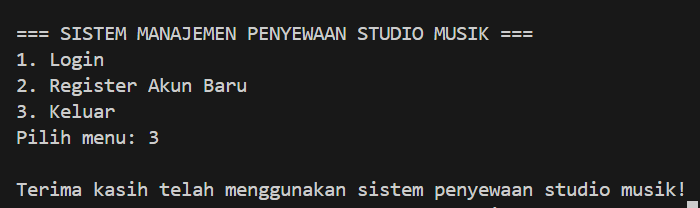 === SISTEM MANAJEMEN PENYEWAAN STUDIO MUSIK ===
1. Login
2. Register Akun Baru
3. Keluar
Pilih menu: 3
Terima kasih telah menggunakan sistem penyewaan studio musik!